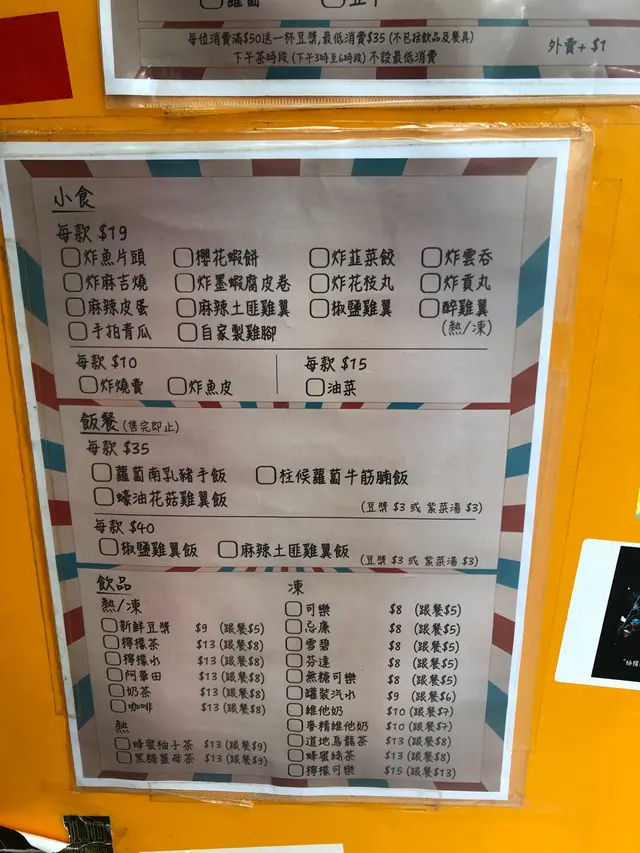 每位消費滿$50送一杯豆漿,最低消費$35(不包括飲品及餐具)
下午茶時段(下午3時至6時段)不設最低消費
外賣+$1
小食
每款 $19
炸魚片頭 櫻花蝦餅 炸韮菜餃 炸雲吞
炸麻吉燒 炸墨蝦腐皮卷 炸花枝丸 炸貢丸
麻辣皮蛋 麻辣土匪雞翼 椒鹽雞翼 醉雞翼
(熱/凍)
手拍青瓜 自家製雞腳
每款 $10 每款 $15
炸燒賣 炸魚皮 油菜
飯餐(售完即止)
每款 $35
蘿蔔南乳豬手飯 柱侯蘿蔔牛筋腩飯
蠔油花菇雞翼飯 (豆漿 $3 或 紫菜湯 $3)
每款 $40
椒鹽雞翼飯 麻辣土匪雞翼飯 (豆漿 $3 或 紫菜湯 $3)
飲品
熱/凍
新鮮豆漿 $9 (跟餐$5)
檸檬茶 $13 (跟餐$8)
檸檬水 $13 (跟餐$8)
阿華田 $13 (跟餐$8)
奶茶 $13 (跟餐$8)
咖啡 $13 (跟餐$8)
熱
蜂蜜柚子茶 $13 (跟餐$9)
黑糖薑母茶 $13 (跟餐$9)
凍
可樂 $8 (跟餐$5)
忌廉 $8 (跟餐$5)
雪碧 $8 (跟餐$5)
芬達 $8 (跟餐$5)
無糖可樂 $8 (跟餐$5)
罐裝汽水 $9 (跟餐$6)
維他奶 $10 (跟餐$7)
麥精維他奶 $10 (跟餐$7)
道地烏龍茶 $13 (跟餐$8)
蜂蜜綠茶 $13 (跟餐$8)
檸檬可樂 $15 (跟餐$13)